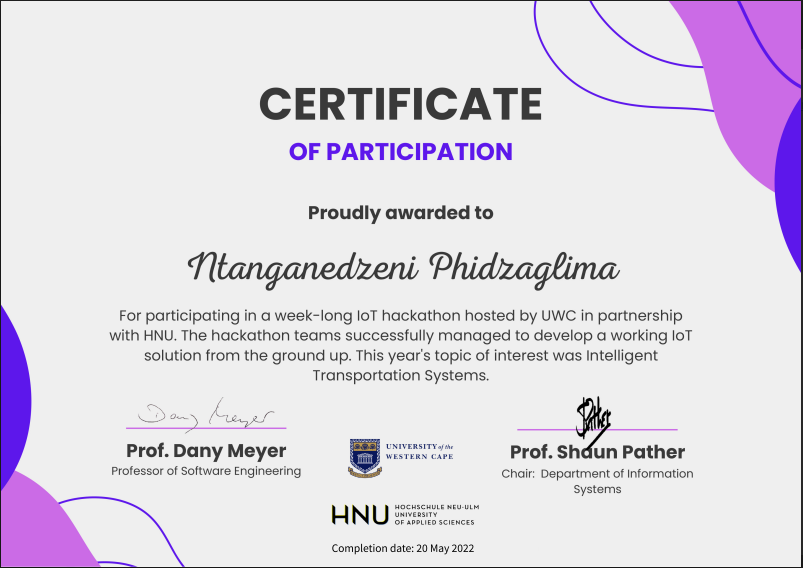 CERTIFICATE
OF PARTICIPATION
Proudly awarded to
Ntanganedzeni Phidzaglima
For participating in a week-long IoT hackathon hosted by UWC in partnership
with HNU. The hackathon teams successfully managed to develop a working IoT
solution from the ground up. This year's topic of interest was Intelligent
Transportation Systems.
Dany Meyer
Prof. Dany Meyer
Professor of Software Engineering
UNIVERSITY of the
WESTERN CAPE
SPather
Prof. Shaun Pather
Chair: Department of Information
Systems
HNU
HOCHSCHULE NEU-ULM
UNIVERSITY
OF APPLIED SCIENCES
Completion date: 20 May 2022